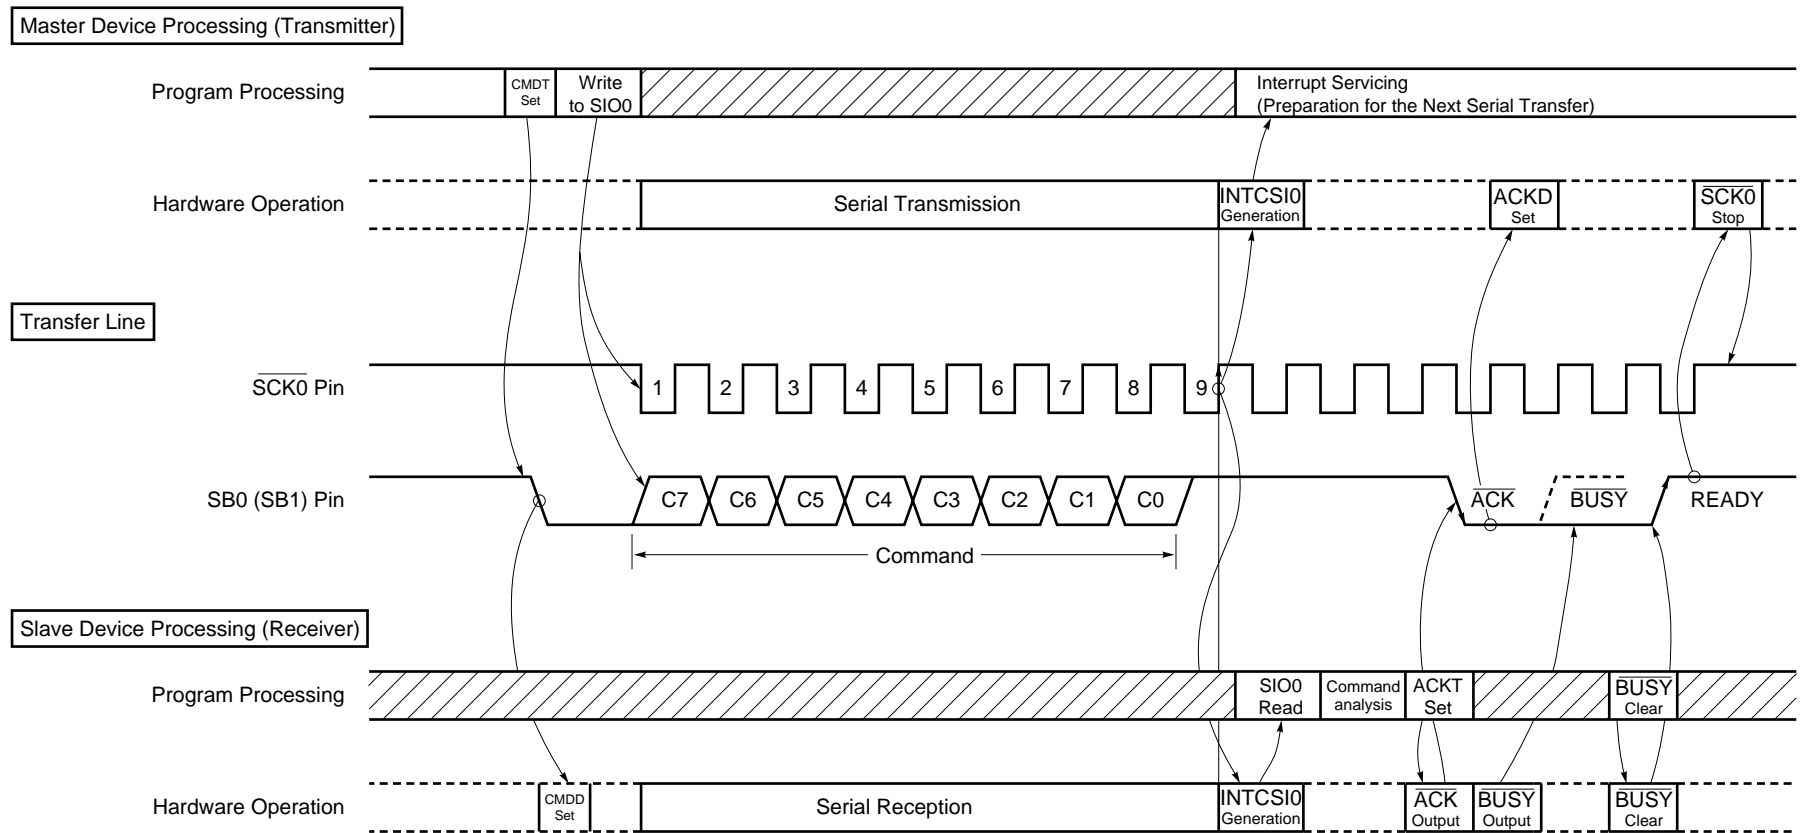 Master Device Processing (Transmitter)
Program Processing
CMDT
Set
Write
to SIO0
Interrupt Servicing
(Preparation for the Next Serial Transfer)
Hardware Operation
Serial Transmission
INTCSI0
Generation
ACKD
Set
SCK0
Stop
Transfer Line
SCK0 Pin
1 2 3 4 5 6 7 8 9
SB0 (SB1) Pin
C7 C6 C5 C4 C3 C2 C1 C0
ACK
BUSY
READY
Command
Slave Device Processing (Receiver)
Program Processing
SIO0
Read
Command
analysis
ACKT
Set
BUSY
Clear
Hardware Operation
CMDD
Set
Serial Reception
INTCSI0
Generation
ACK
Output
BUSY
Output
BUSY
Clear